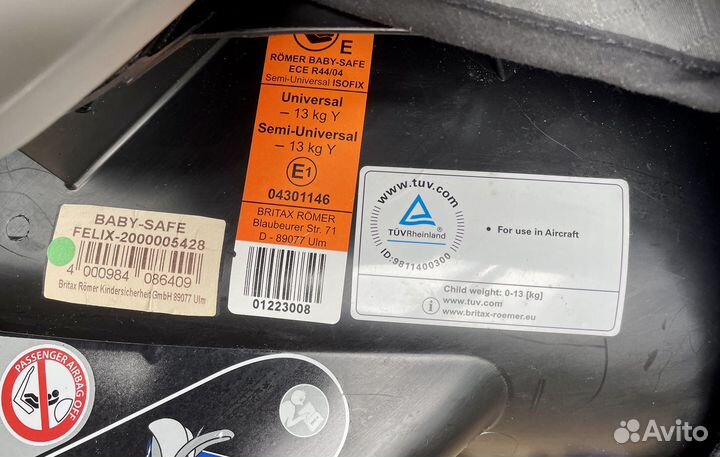 E
RÖMER BABY-SAFE
ECE R44/04
Semi-Universal ISOFIX
Universal
– 13 kg Y
Semi-Universal
– 13 kg Y
E1
04301146
BRITAX RÖMER
Blaubeurer Str. 71
D - 89077 Ulm
01223008
BABY-SAFE
FELIX-2000005428
4 000984 086409
Britax Römer Kindersicherheit GmbH 89077 Ulm
www.tuv.com
TÜVRheinland®
ID:9811400300
• For use in Aircraft
Child weight: 0-13 [kg]
www.tuv.com
i www.britax-roemer.eu
PASSENGER AIRBAG OFF
Avito